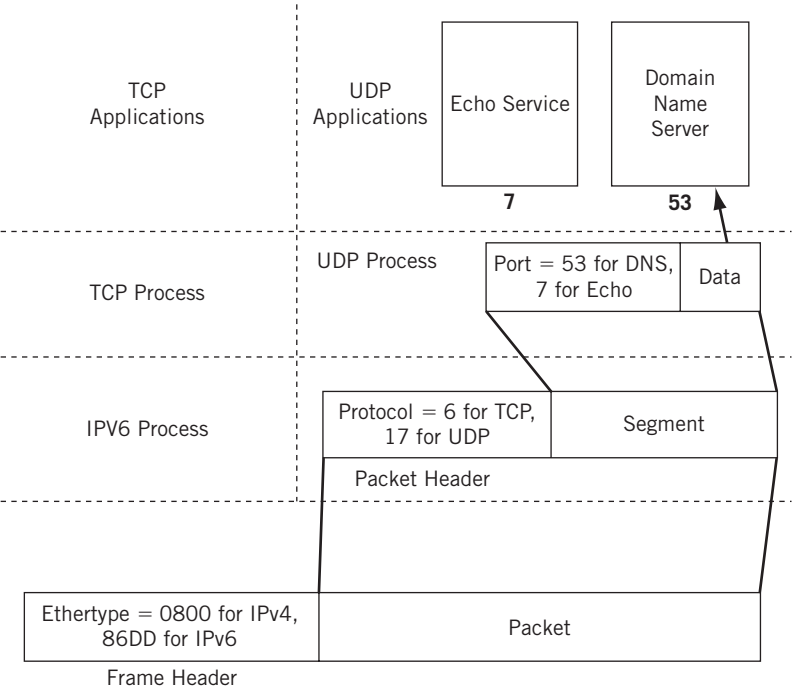 TCP
Applications
UDP
Applications
Echo Service
7
Domain
Name
Server
53
TCP Process
UDP Process
Port = 53 for DNS,
7 for Echo
Data
IPV6 Process
Protocol = 6 for TCP,
17 for UDP
Segment
Packet Header
Ethertype = 0800 for IPv4,
86DD for IPv6
Packet
Frame Header